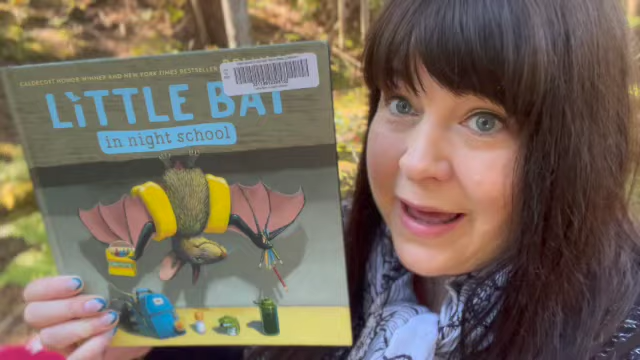 CALDECOTT HONOR WINNER AND NEW YORK TIMES BESTSELLER
LITTLE BAT
in night school